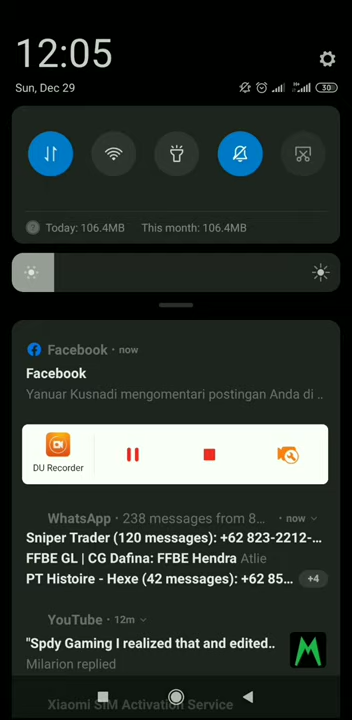 12:05
Sun, Dec 29
30
Today: 106.4MB This month: 106.4MB
Facebook · now
Facebook
Yanuar Kusnadi mengomentari postingan Anda di ..
DU Recorder
WhatsApp · 238 messages from 8... · now
Sniper Trader (120 messages): +62 823-2212-...
FFBE GL | CG Dafina: FFBE Hendra Atlie
PT Histoire - Hexe (42 messages): +62 85... +4
YouTube · 12m
"Spdy Gaming I realized that and edited..
Milarion replied
Xiaomi SIM Activation Service